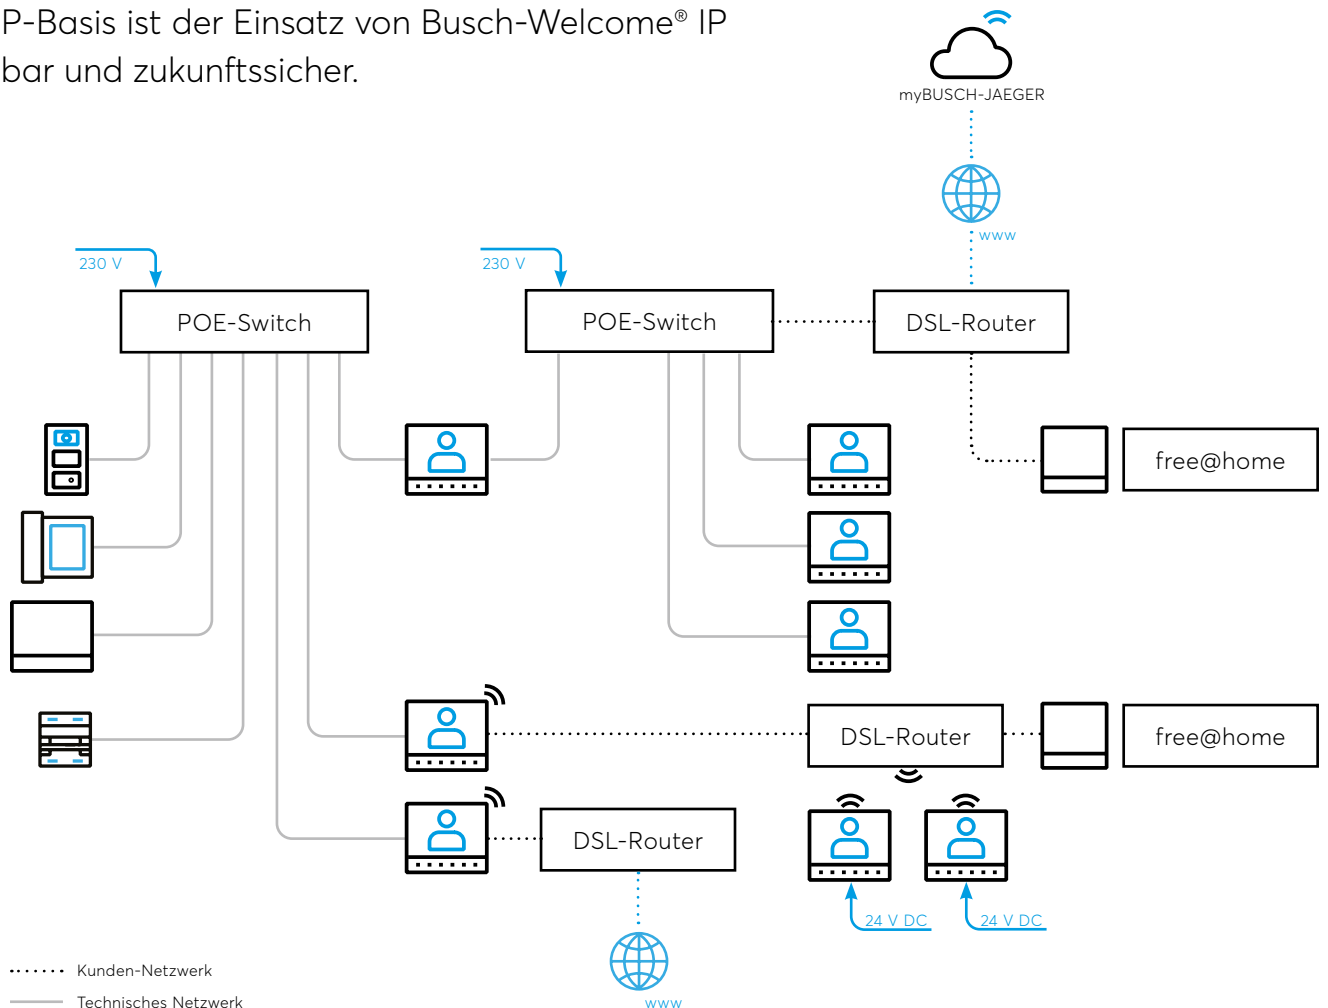 P-Basis ist der Einsatz von Busch-Welcome® IP
bar und zukunftssicher.
myBUSCH-JAEGER
www
230 V
230 V
POE-Switch
POE-Switch
DSL-Router
free@home
DSL-Router
free@home
DSL-Router
24 V DC
24 V DC
Kunden-Netzwerk
Technisches Netzwerk
www